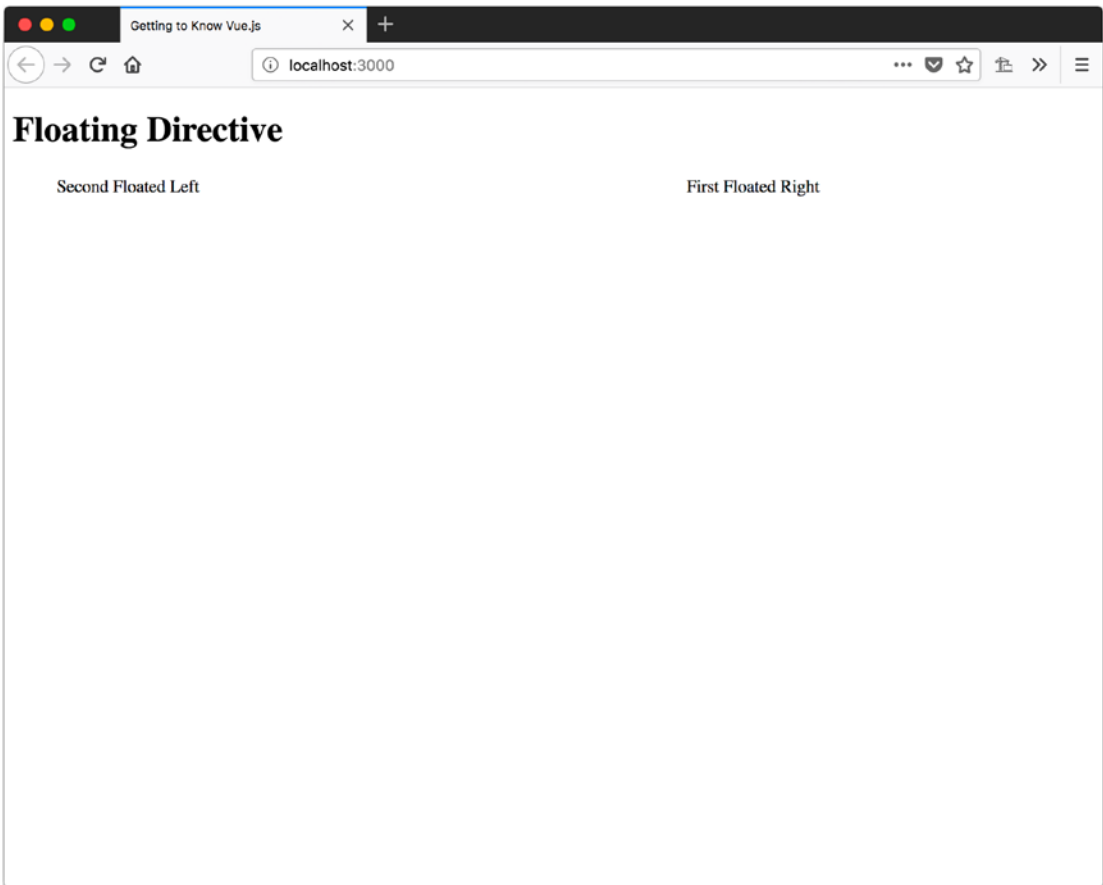 Getting to Know Vue.js
localhost:3000
Floating Directive
Second Floated Left First Floated Right